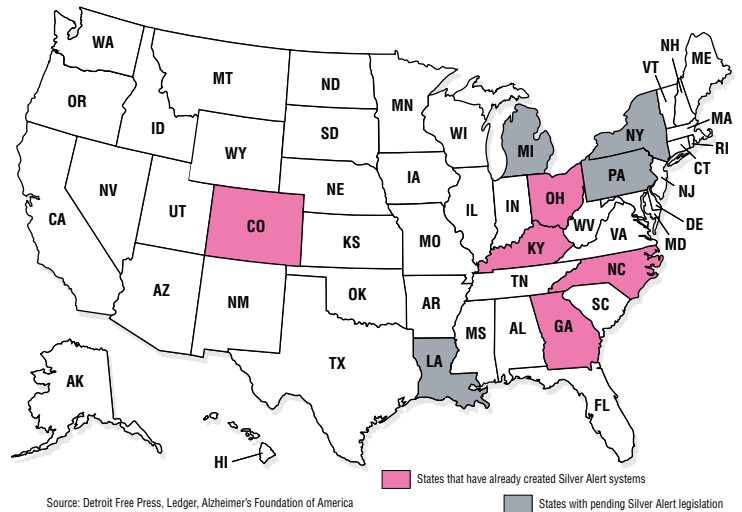 WA
MT
ND
MN
VT
NH
ME
OR
ID
SD
WI
MI
NY
MA
RI
CT
WY
IA
PA
NJ
NV
UT
NE
IL
IN
OH
DE
MD
CA
CO
KS
MO
WV
VA
KY
NC
TN
AZ
NM
OK
AR
SC
MS
AL
GA
TX
LA
AK
FL
HI
States that have already created Silver Alert systems
Source: Detroit Free Press, Ledger, Alzheimer's Foundation of America
States with pending Silver Alert legislation